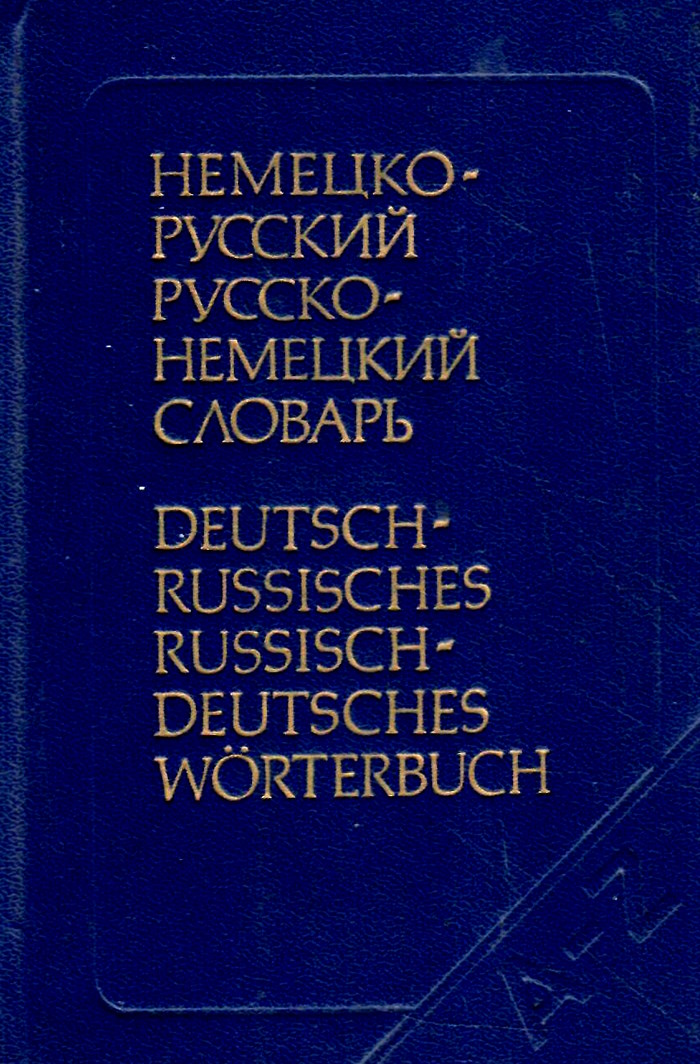 НЕМЕЦКО-
РУССКИЙ
РУССКО-
НЕМЕЦКИЙ
СЛОВАРЬ
DEUTSCH-
RUSSISCHES
RUSSISCH-
DEUTSCHES
WÖRTERBUCH
A-Z